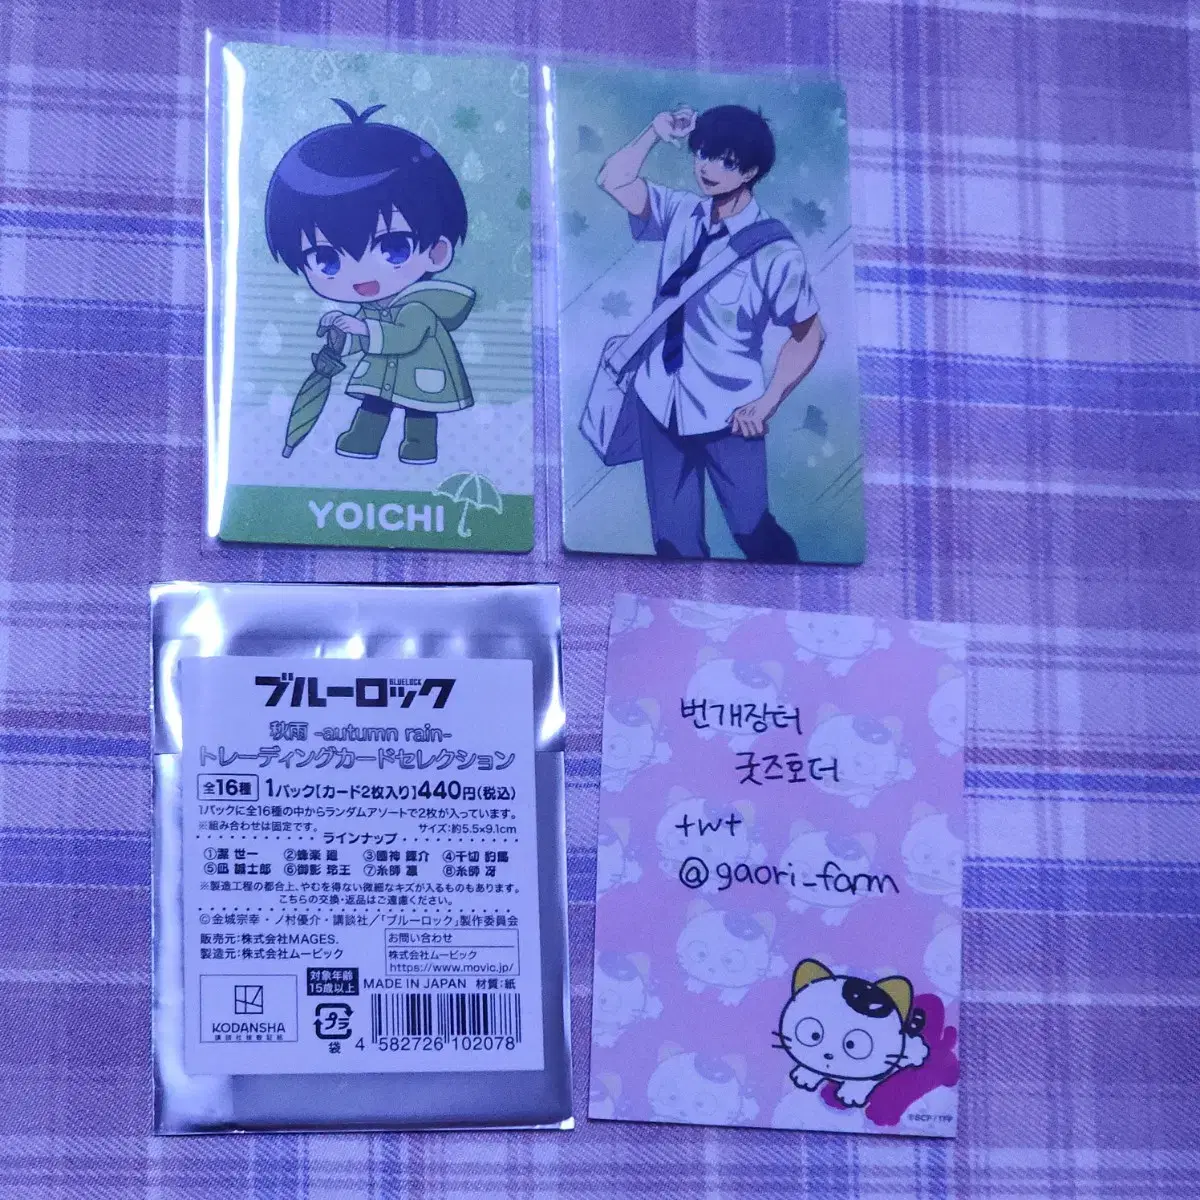 YOICHI
ブルーロック
BLUELOCK
秋雨 -autumn rain-
トレーディングカードセレクション
全16種 1パック【カード2枚入り】440円(税込)
1パックに全16種の中からランダムアソートで2枚が入っています。
※組み合わせは固定です。 サイズ:約5.5×9.1cm
ラインナップ
①潔 世一 ②蜂楽 廻 ③國神 錬介 ④千切 豹馬
⑤凪 誠士郎 ⑥御影 玲王 ⑦糸師 凛 ⑧糸師 冴
※製造工程の都合上、やむを得ない微細なキズが入るものもあります。
こちらの交換・返品はご遠慮ください。
©金城宗幸・ノ村優介・講談社/「ブルーロック」製作委員会
販売元:株式会社MAGES.
製造元:株式会社ムービック
お問い合わせ
株式会社ムービック
https://www.movic.jp/
KODANSHA
対象年齢
15歳以上
MADE IN JAPAN 材質:紙
プラ
袋
4 582726 102078
번개장터
굿즈호더
twt
@gaori_farm